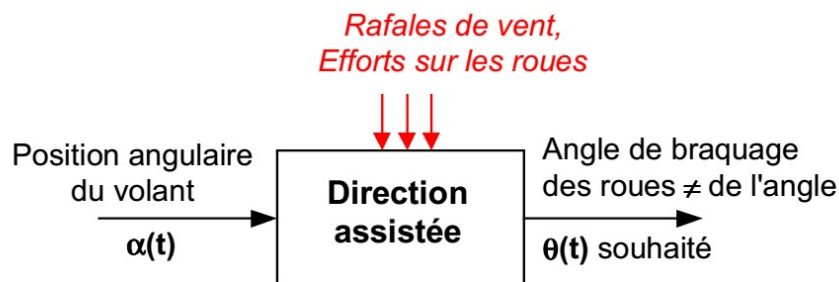 Rafales de vent,
Efforts sur les roues
Position angulaire
du volant
α(t)
Direction
assistée
Angle de braquage
des roues ≠ de l'angle
θ(t) souhaité